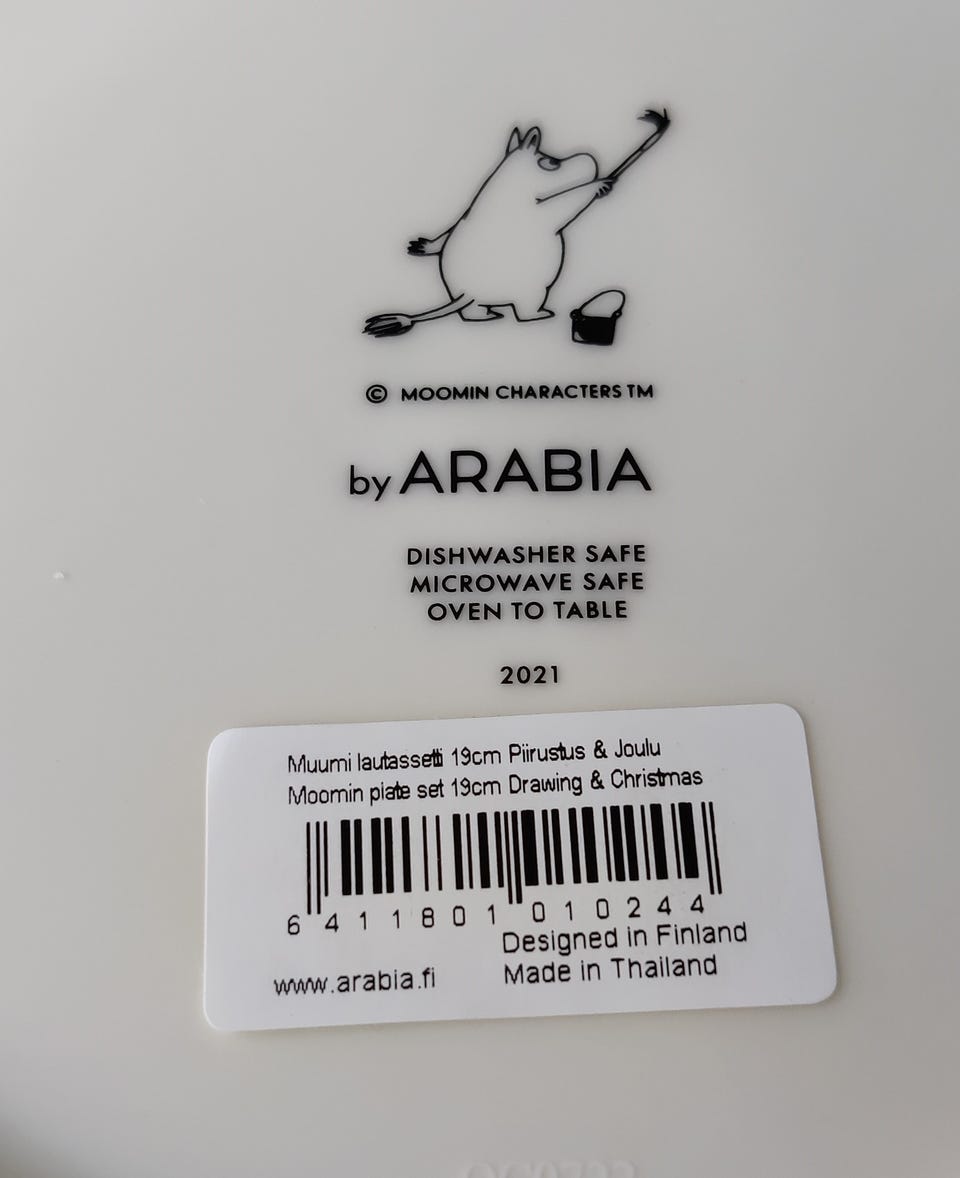 © MOOMIN CHARACTERS TM
by ARABIA
DISHWASHER SAFE
MICROWAVE SAFE
OVEN TO TABLE
2021
Muumi lautassetti 19cm Piirustus & Joulu
Moomin plate set 19cm Drawing & Christmas
6 411801 010244
Designed in Finland
www.arabia.fi Made in Thailand